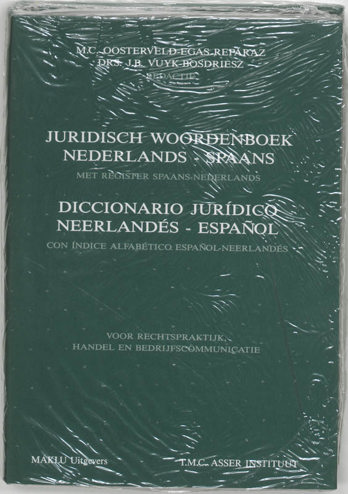 M.C. OOSTERVELD-EGAS-REPARAZ
DRS. J.B. VUYK-BOSDRIESZ
REDACTIE
JURIDISCH WOORDENBOEK
NEDERLANDS - SPAANS
MET REGISTER SPAANS-NEDERLANDS
DICCIONARIO JURÍDICO
NEERLANDÉS - ESPAÑOL
CON ÍNDICE ALFABÉTICO ESPAÑOL-NEERLANDÉS
VOOR RECHTSPRAKTIJK,
HANDEL EN BEDRIJFSCOMMUNICATIE
MAKLU Uitgevers
T.M.C. ASSER INSTITUUT